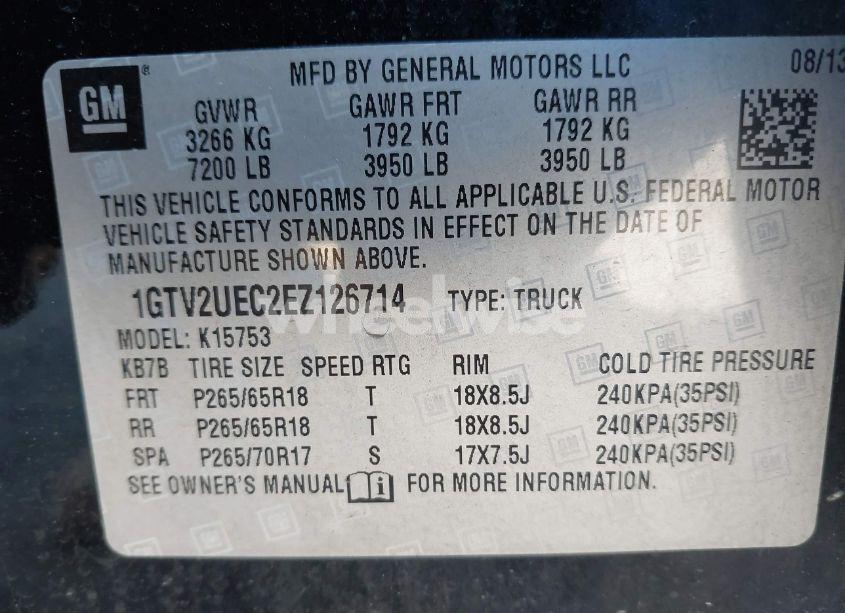 GM® MFD BY GENERAL MOTORS LLC 08/13
GVWR GAWR FRT GAWR RR
3266 KG 1792 KG 1792 KG
7200 LB 3950 LB 3950 LB
THIS VEHICLE CONFORMS TO ALL APPLICABLE U.S. FEDERAL MOTOR
VEHICLE SAFETY STANDARDS IN EFFECT ON THE DATE OF
MANUFACTURE SHOWN ABOVE.
1GTV2UEC2EZ126714 TYPE: TRUCK
wheelwise
MODEL: K15753
KB7B TIRE SIZE SPEED RTG RIM COLD TIRE PRESSURE
FRT P265/65R18 T 18X8.5J 240KPA(35PSI)
RR P265/65R18 T 18X8.5J 240KPA(35PSI)
SPA P265/70R17 S 17X7.5J 240KPA(35PSI)
SEE OWNER'S MANUAL i FOR MORE INFORMATION.